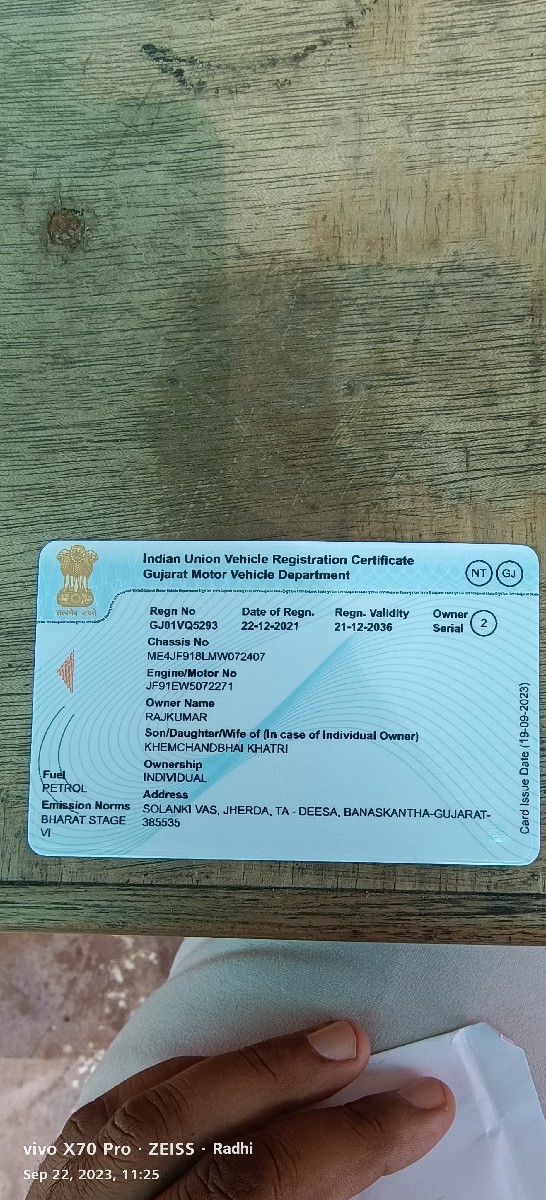 Indian Union Vehicle Registration Certificate
Gujarat Motor Vehicle Department
NT GJ
सत्यमेव जयते
Regn No Date of Regn. Regn. Validity Owner
GJ01VQ5293 22-12-2021 21-12-2036 Serial 2
Chassis No
ME4JF918LMW072407
Engine/Motor No
JF91EW5072271
Owner Name
RAJKUMAR
Son/Daughter/Wife of (In case of Individual Owner)
KHEMCHANDBHAI KHATRI
Ownership
INDIVIDUAL
Address
SOLANKI VAS, JHERDA, TA - DEESA, BANASKANTHA-GUJARAT-
385535
Fuel
PETROL
Emission Norms
BHARAT STAGE
VI
Card Issue Date (19-09-2023)
vivo X70 Pro · ZEISS · Radhi
Sep 22, 2023, 11:25